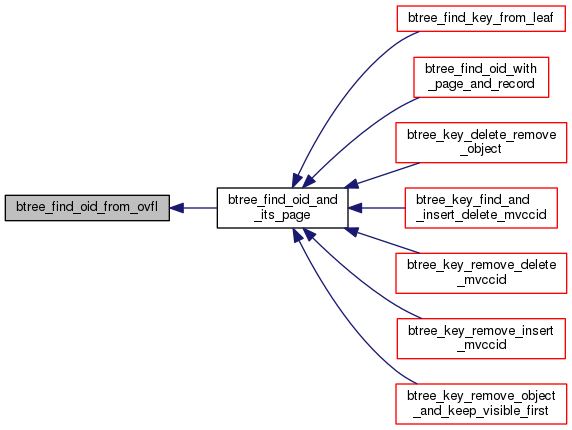 btree_find_key_from_leaf
btree_find_oid_with
_page_and_record
btree_key_delete_remove
_object
btree_find_oid_from_ovfl
btree_find_oid_and
_its_page
btree_key_find_and
_insert_delete_mvccid
btree_key_remove_delete
_mvccid
btree_key_remove_insert
_mvccid
btree_key_remove_object
_and_keep_visible_first